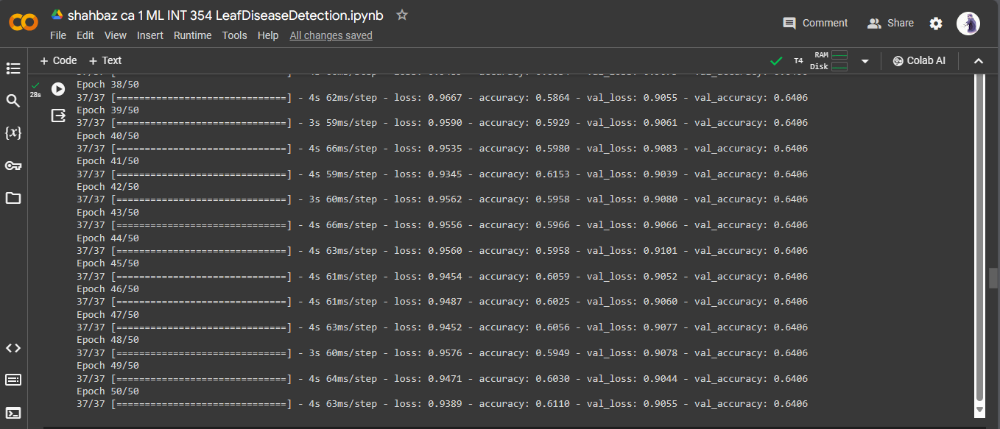 shahbaz ca 1 ML INT 354 LeafDiseaseDetection.ipynb
File Edit View Insert Runtime Tools Help All changes saved
Comment Share
+ Code + Text
T4 RAM Disk Colab AI
28s
Epoch 38/50
37/37 [==============================] - 4s 62ms/step - loss: 0.9667 - accuracy: 0.5864 - val_loss: 0.9055 - val_accuracy: 0.6406
Epoch 39/50
37/37 [==============================] - 3s 59ms/step - loss: 0.9590 - accuracy: 0.5929 - val_loss: 0.9061 - val_accuracy: 0.6406
Epoch 40/50
37/37 [==============================] - 4s 66ms/step - loss: 0.9535 - accuracy: 0.5980 - val_loss: 0.9083 - val_accuracy: 0.6406
Epoch 41/50
37/37 [==============================] - 4s 59ms/step - loss: 0.9345 - accuracy: 0.6153 - val_loss: 0.9039 - val_accuracy: 0.6406
Epoch 42/50
37/37 [==============================] - 3s 60ms/step - loss: 0.9562 - accuracy: 0.5958 - val_loss: 0.9080 - val_accuracy: 0.6406
Epoch 43/50
37/37 [==============================] - 4s 66ms/step - loss: 0.9556 - accuracy: 0.5966 - val_loss: 0.9066 - val_accuracy: 0.6406
Epoch 44/50
37/37 [==============================] - 4s 63ms/step - loss: 0.9560 - accuracy: 0.5958 - val_loss: 0.9101 - val_accuracy: 0.6406
Epoch 45/50
37/37 [==============================] - 4s 61ms/step - loss: 0.9454 - accuracy: 0.6059 - val_loss: 0.9052 - val_accuracy: 0.6406
Epoch 46/50
37/37 [==============================] - 4s 61ms/step - loss: 0.9487 - accuracy: 0.6025 - val_loss: 0.9060 - val_accuracy: 0.6406
Epoch 47/50
37/37 [==============================] - 4s 63ms/step - loss: 0.9452 - accuracy: 0.6056 - val_loss: 0.9077 - val_accuracy: 0.6406
Epoch 48/50
37/37 [==============================] - 3s 60ms/step - loss: 0.9576 - accuracy: 0.5949 - val_loss: 0.9078 - val_accuracy: 0.6406
Epoch 49/50
37/37 [==============================] - 4s 64ms/step - loss: 0.9471 - accuracy: 0.6030 - val_loss: 0.9044 - val_accuracy: 0.6406
Epoch 50/50
37/37 [==============================] - 4s 63ms/step - loss: 0.9389 - accuracy: 0.6110 - val_loss: 0.9055 - val_accuracy: 0.6406